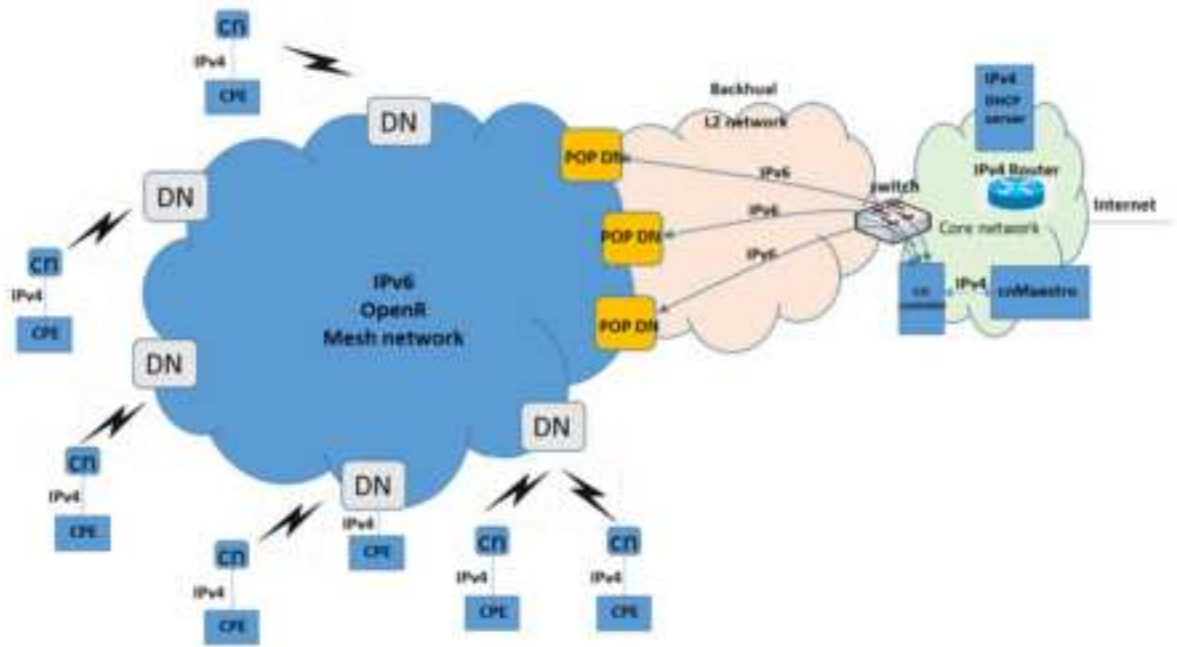 cn
IPv4
CPE
DN
Backhual
L2 network
IPv4
DHCP
server
POP DN
IPv6
switch
IPv4 Router
Internet
DN
POP DN
IPv6
Core network
cn
IPv4
CPE
IPv6
OpenR
Mesh network
IPv6
IPv4
cnMaestro
POP DN
DN
cn
IPv4
CPE
DN
DN
IPv4
CPE
cn
IPv4
CPE
cn
IPv4
CPE
cn
IPv4
CPE